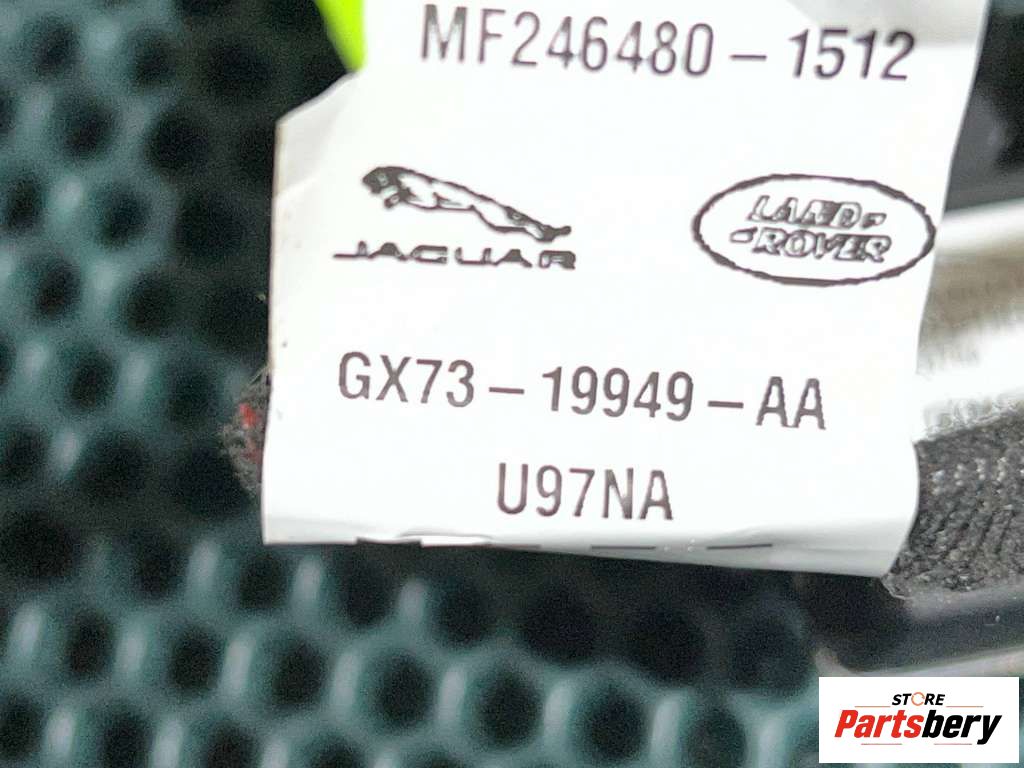 MF246480-1512
JAGUAR
LAND-
-ROVER
GX73-19949-AA
U97NA
STORE
Partsbery